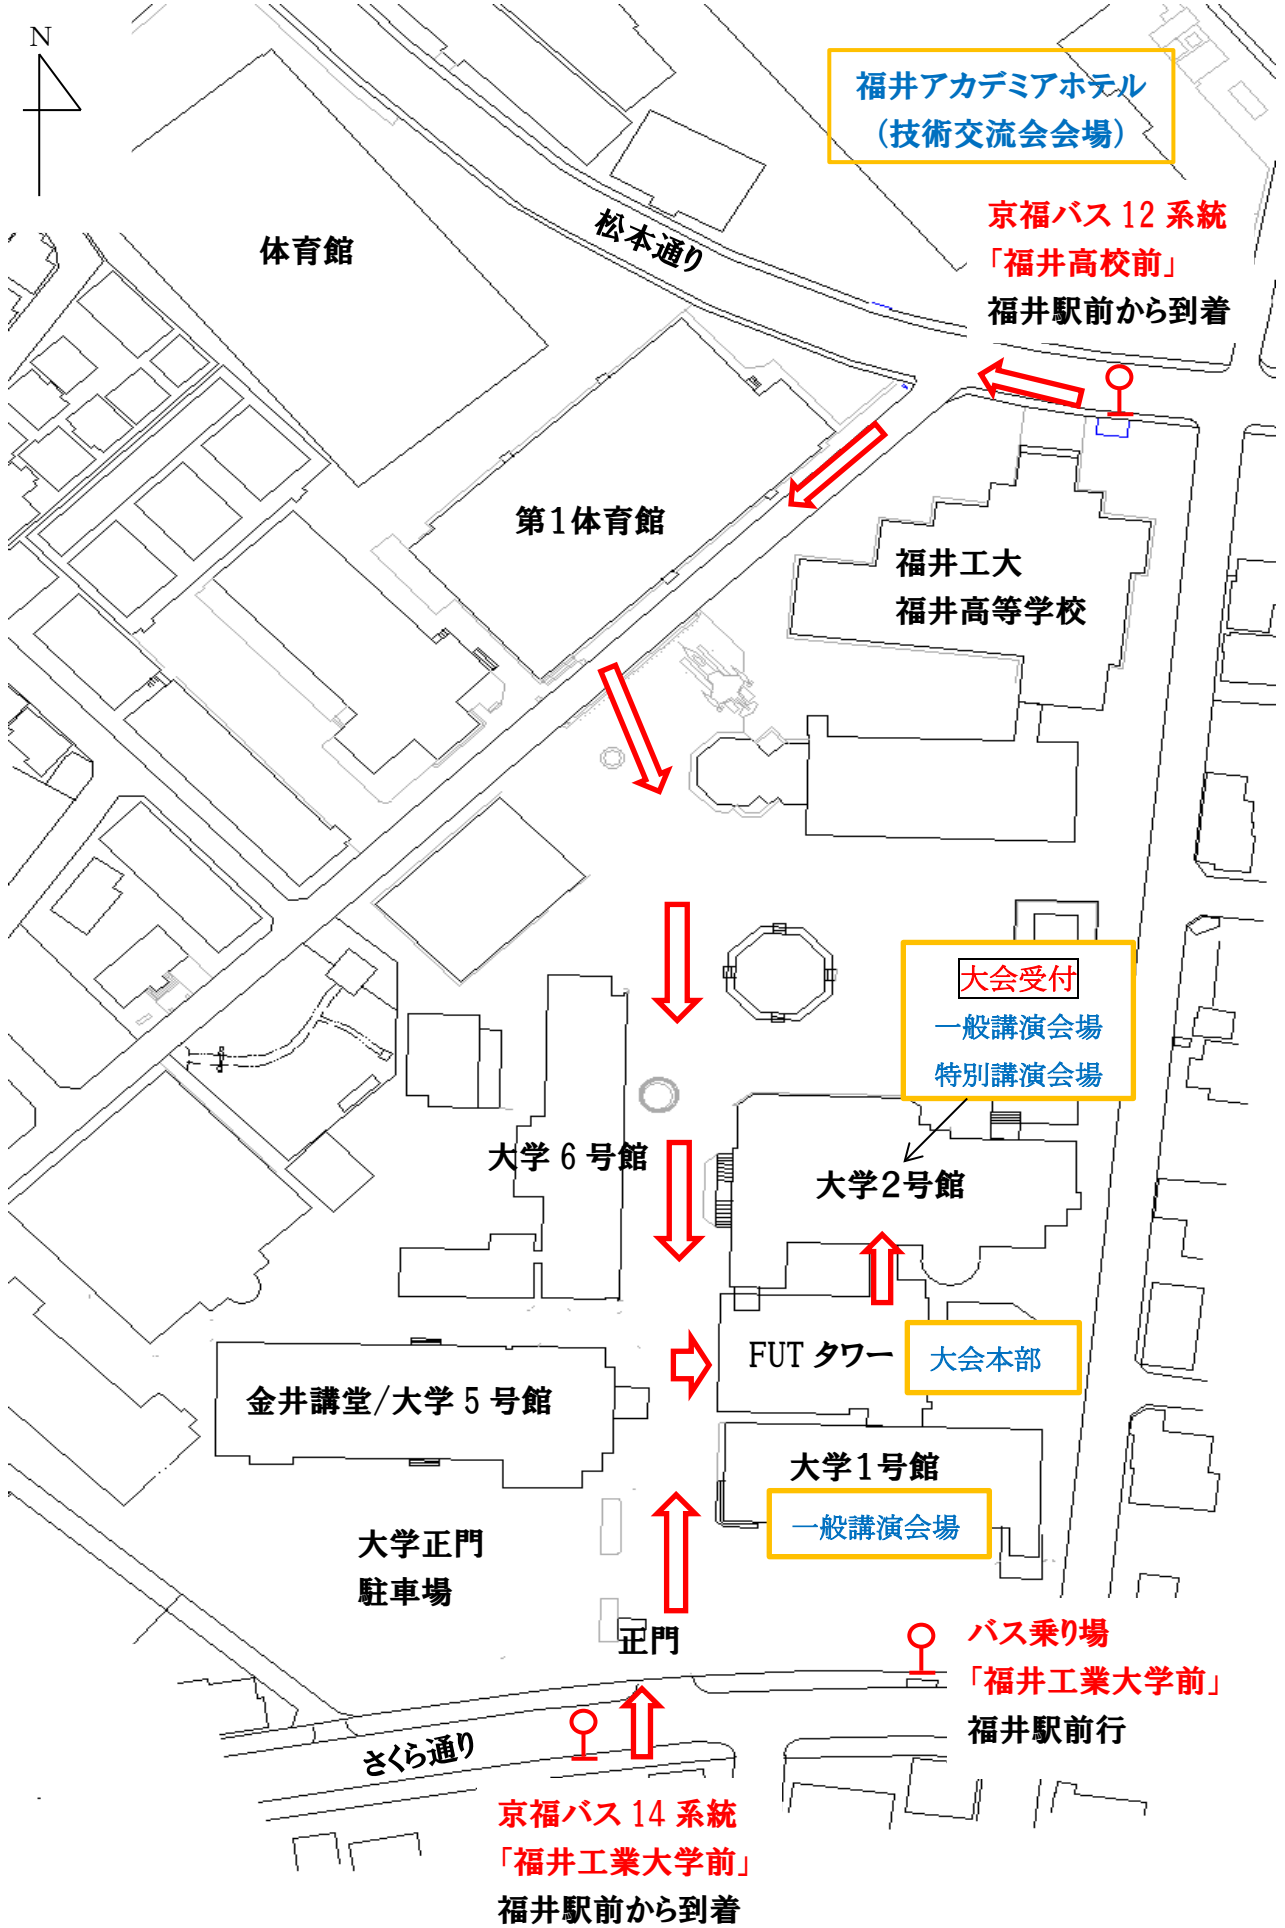 N
福井アカデミアホテル
（技術交流会会場）
京福バス 12 系統
「福井高校前」
福井駅前から到着
松本通り
体育館
第1体育館
福井工大
福井高等学校
大会受付
一般講演会場
特別講演会場
大学 6 号館
大学2号館
FUT タワー
大会本部
金井講堂/大学 5 号館
大学1号館
一般講演会場
大学正門
駐車場
正門
バス乗り場
「福井工業大学前」
福井駅前行
さくら通り
京福バス 14 系統
「福井工業大学前」
福井駅前から到着